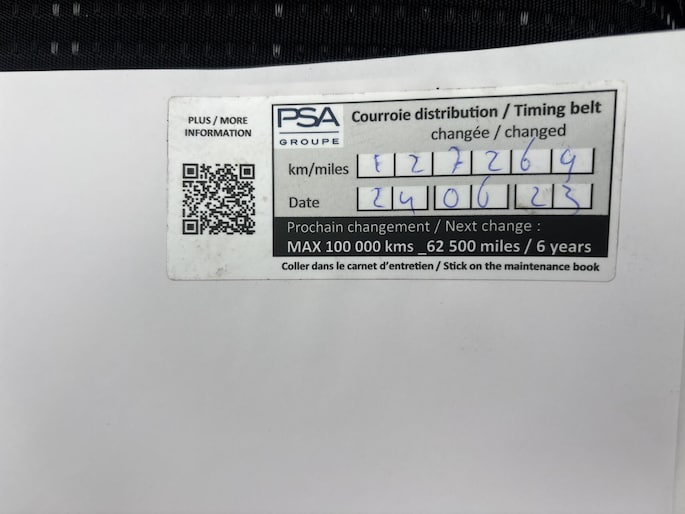 PLUS / MORE
INFORMATION
PSA
GROUPE
Courroie distribution / Timing belt
changée / changed
km/miles 127269
Date 24 06 23
Prochain changement / Next change :
MAX 100 000 kms _62 500 miles / 6 years
Coller dans le carnet d'entretien / Stick on the maintenance book